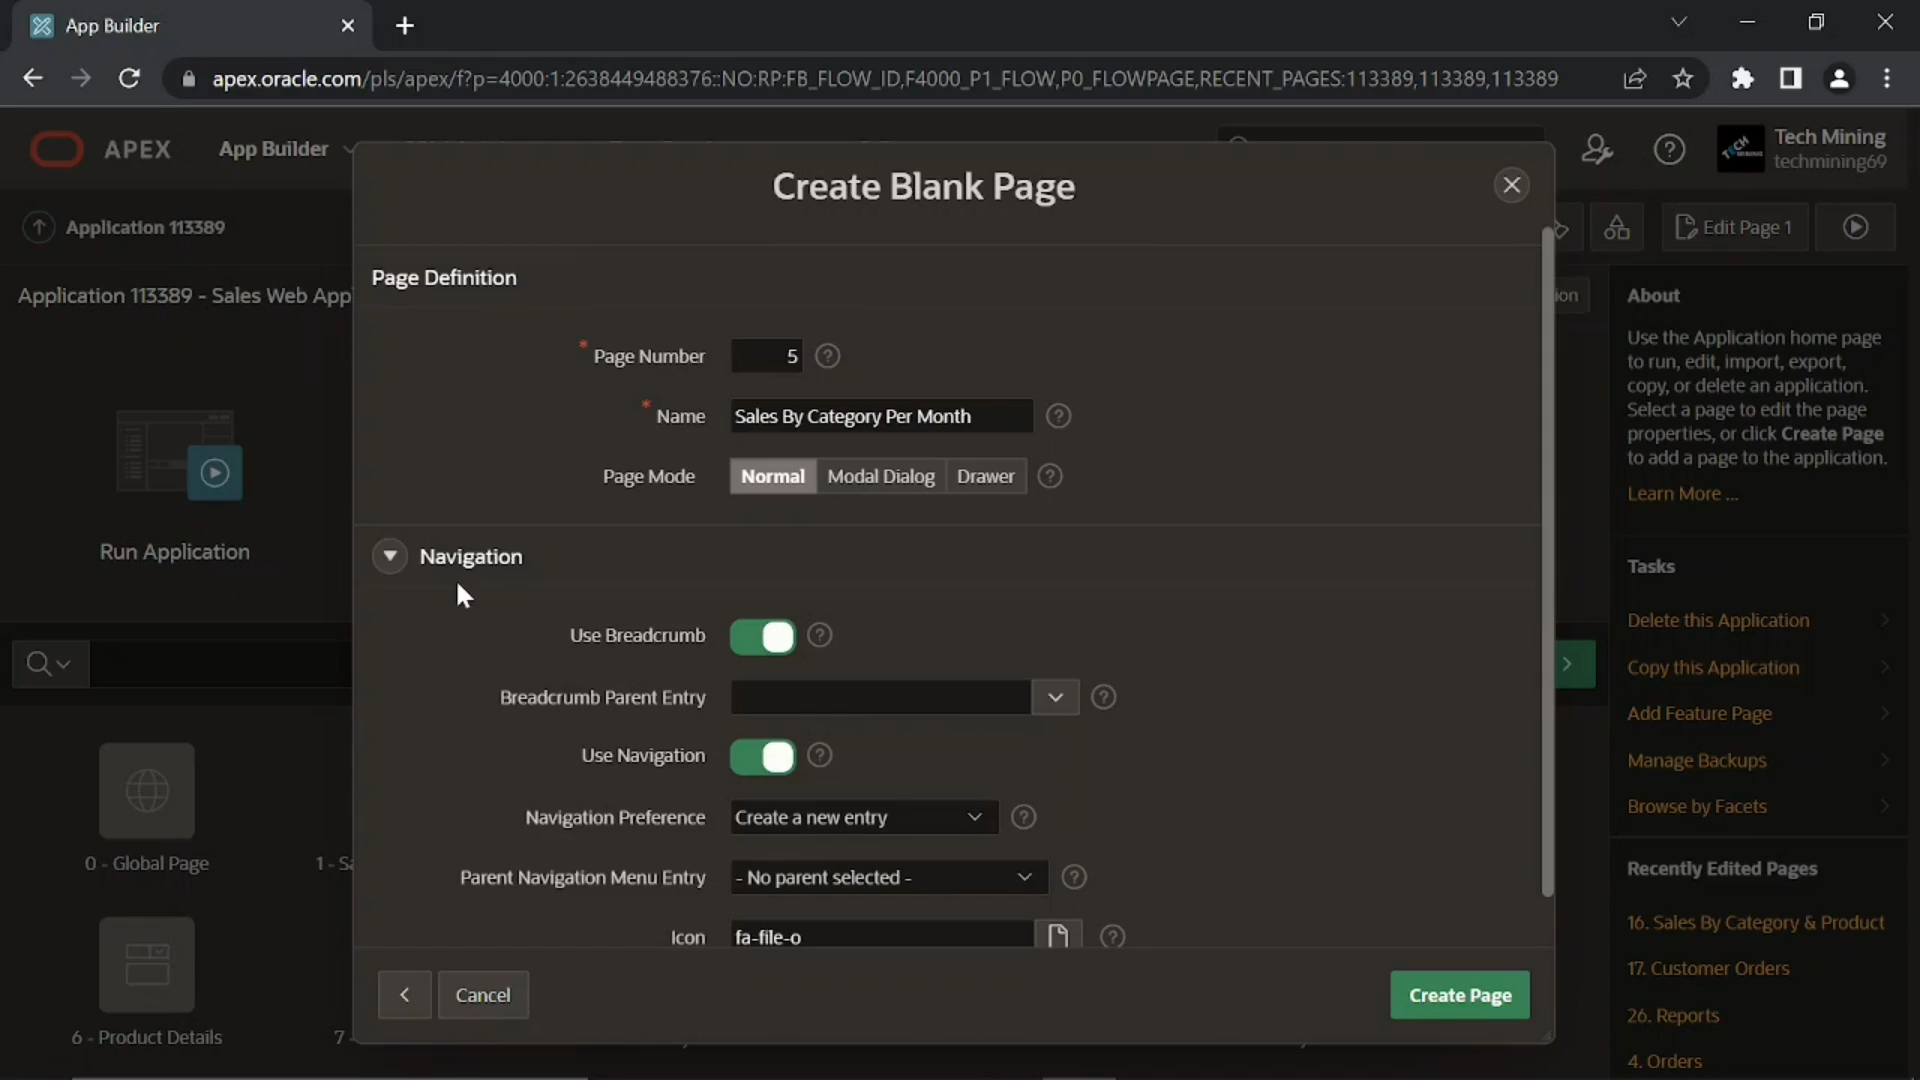 App Builder
apex.oracle.com/pls/apex/f?p=4000:1:2638449488376::NO:RP:FB_FLOW_ID,F4000_P1_FLOW,P0_FLOWPAGE,RECENT_PAGES:113389,113389,113389
APEX
App Builder
Tech Mining
techmining69
Application 113389
Edit Page 1
Application 113389 - Sales Web App
Run Application
0 - Global Page
1 - Sa
6 - Product Details
7 -
Create Blank Page
Page Definition
* Page Number
5
* Name
Sales By Category Per Month
Page Mode
Normal
Modal Dialog
Drawer
Navigation
Use Breadcrumb
Breadcrumb Parent Entry
Use Navigation
Navigation Preference
Create a new entry
Parent Navigation Menu Entry
- No parent selected -
Icon
fa-file-o
Cancel
Create Page
ion
About
Use the Application home page
to run, edit, import, export,
copy, or delete an application.
Select a page to edit the page
properties, or click Create Page
to add a page to the application.
Learn More ...
Tasks
Delete this Application
Copy this Application
Add Feature Page
Manage Backups
Browse by Facets
Recently Edited Pages
16. Sales By Category & Product
17. Customer Orders
26. Reports
4. Orders